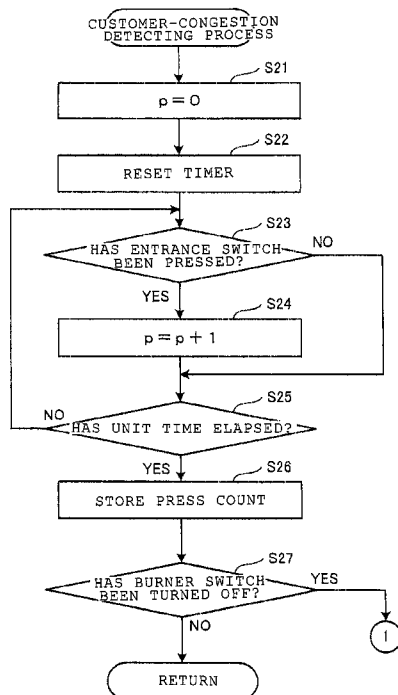 CUSTOMER-CONGESTION
DETECTING PROCESS
S21
p=0
S22
RESET TIMER
S23
HAS ENTRANCE SWITCH
BEEN PRESSED?
NO
YES
S24
p=p+1
S25
NO
HAS UNIT TIME ELAPSED?
YES
S26
STORE PRESS COUNT
S27
HAS BURNER SWITCH
BEEN TURNED OFF?
YES
NO
1
RETURN